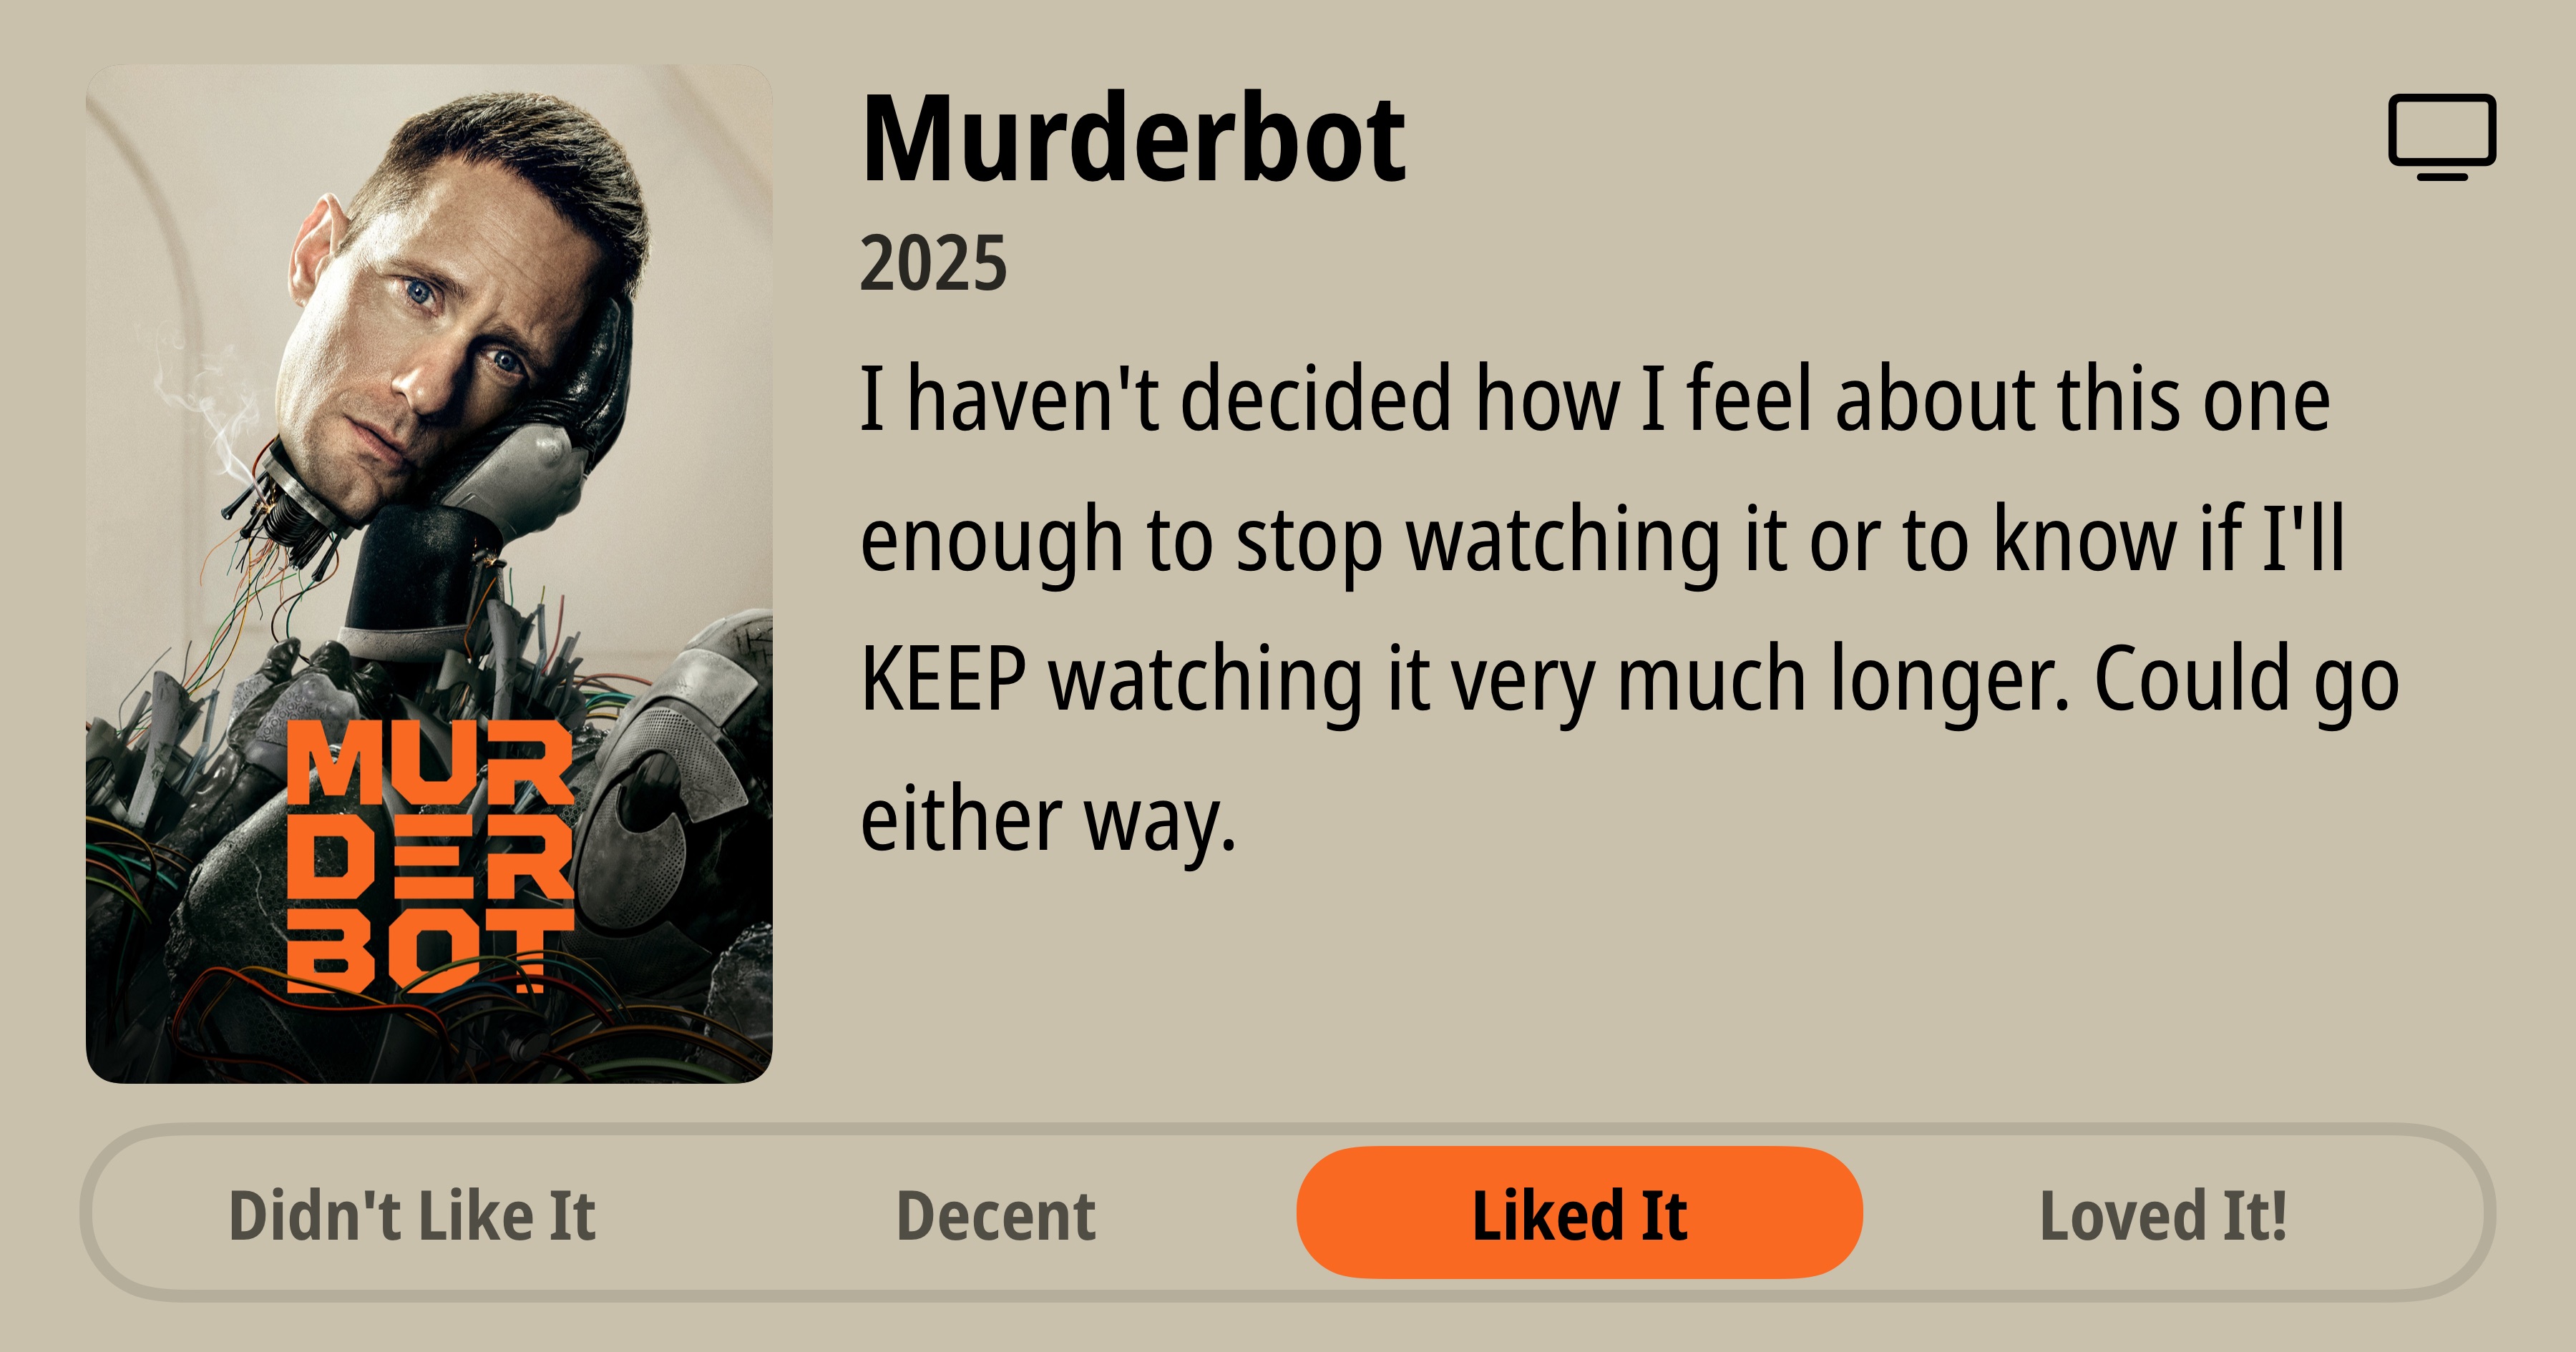 Murderbot
2025
I haven't decided how I feel about this one
enough to stop watching it or to know if I'll
KEEP watching it very much longer. Could go
either way.
MUR
DER
BOT
Didn't Like It
Decent
Liked It
Loved It!